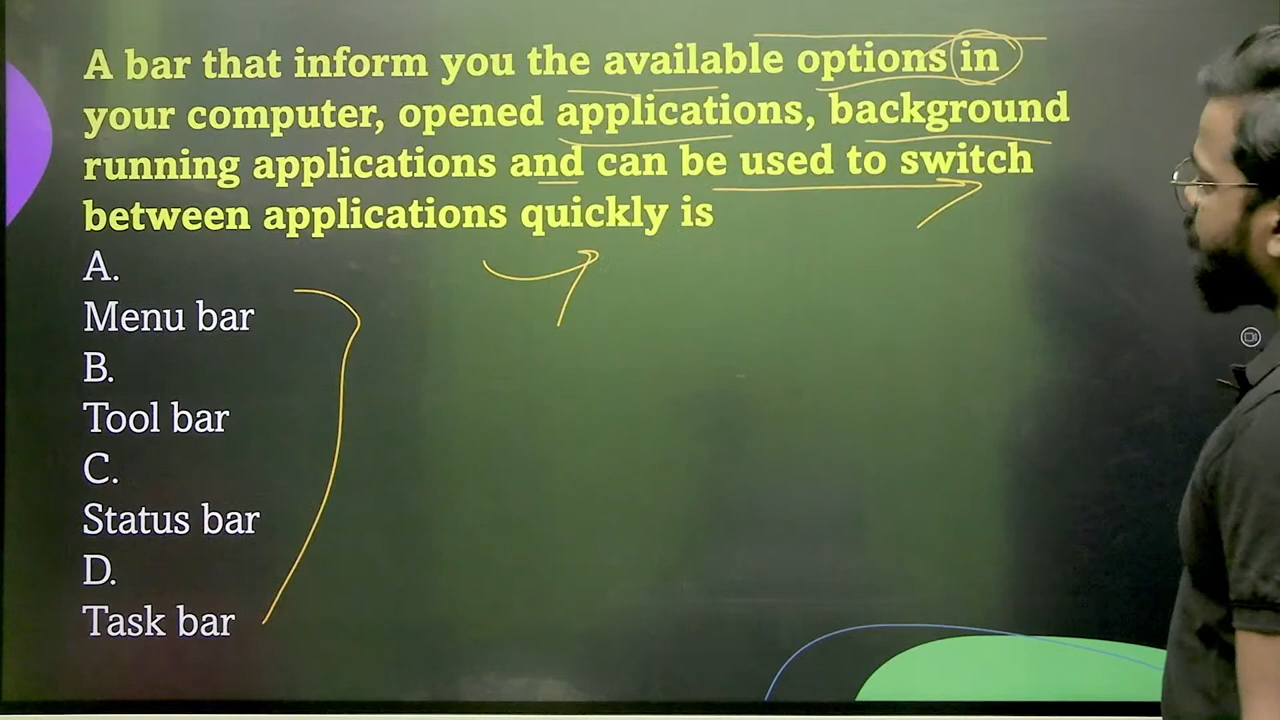 A bar that inform you the available options in
your computer, opened applications, background
running applications and can be used to switch
between applications quickly is
A.
Menu bar
B.
Tool bar
C.
Status bar
D.
Task bar